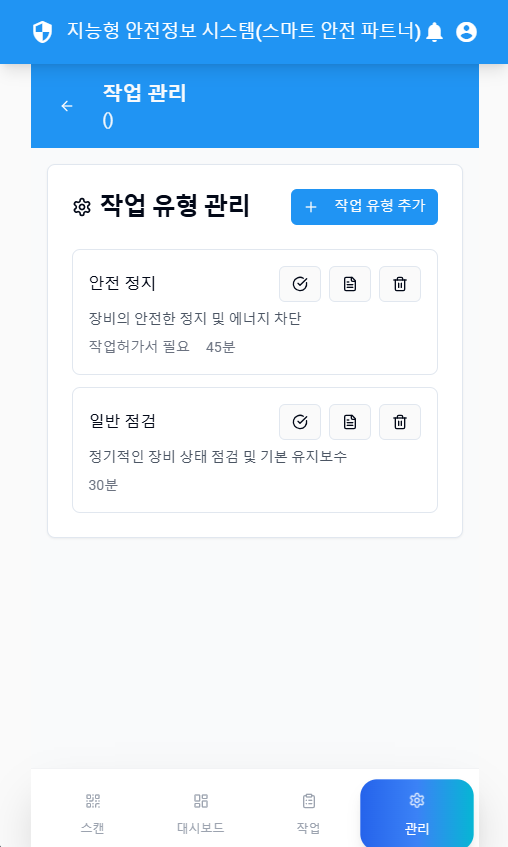 지능형 안전정보 시스템(스마트 안전 파트너)
작업 관리
()
작업 유형 관리
작업 유형 추가
안전 정지
장비의 안전한 정지 및 에너지 차단
작업허가서 필요 45분
일반 점검
정기적인 장비 상태 점검 및 기본 유지보수
30분
스캔 대시보드 작업 관리